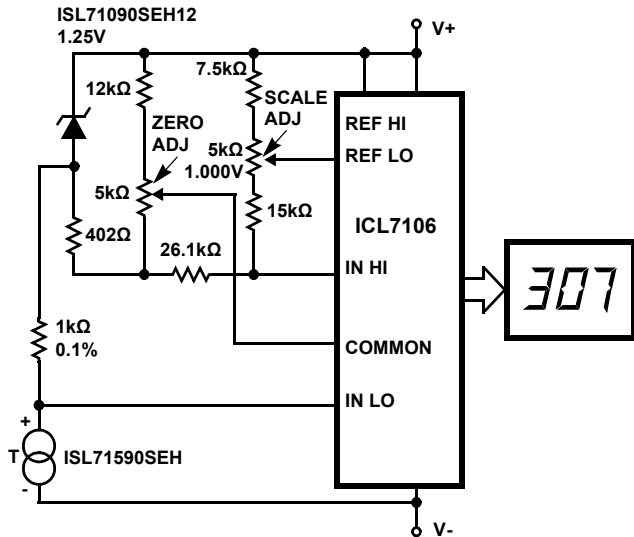 ISL71090SEH12
1.25V
V+
12kΩ
7.5kΩ
ZERO
ADJ
SCALE
ADJ
5kΩ
5kΩ
1.000V
402Ω
15kΩ
26.1kΩ
REF HI
REF LO
ICL7106
IN HI
COMMON
IN LO
307
1kΩ
0.1%
+
T
-
ISL71590SEH
V-